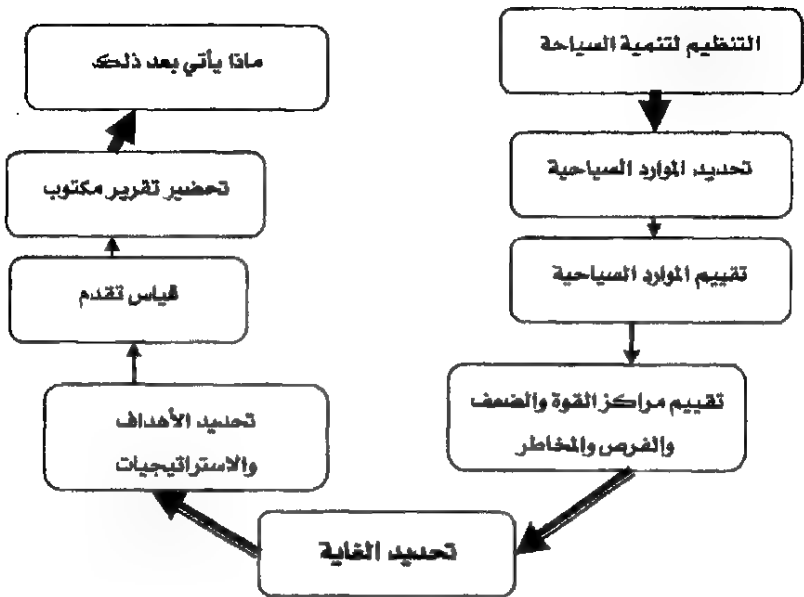 التنظيم لتنمية السياحة
تحديد الموارد السياحية
تقييم الموارد السياحية
تقييم مراكز القوة والضعف
والفرص والمخاطر
تحديد الغاية
تحديد الأهداف
والاستراتيجيات
قياس تقدم
تحضير تقرير مكتوب
ماذا يأتي بعد ذلك